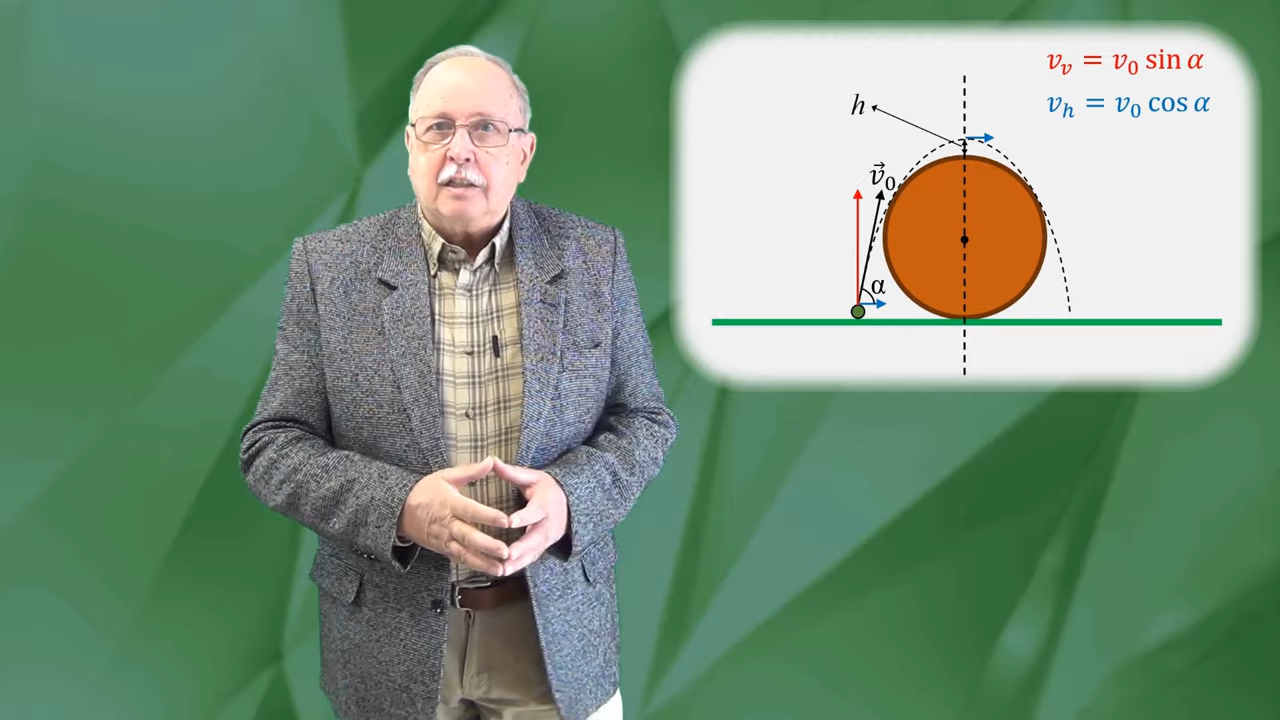 v_v = v_0 sin α
v_h = v_0 cos α
h
v⃗_0
α